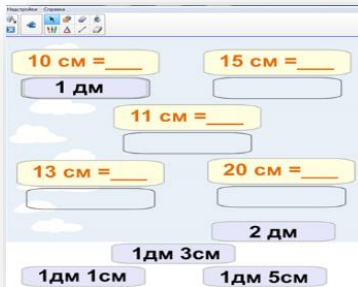 Надстройки Справка
10 см =___ 15 см =___
1 дм
11 см =___
13 см =___ 20 см =___
2 дм
1дм 3см
1дм 1см 1дм 5см